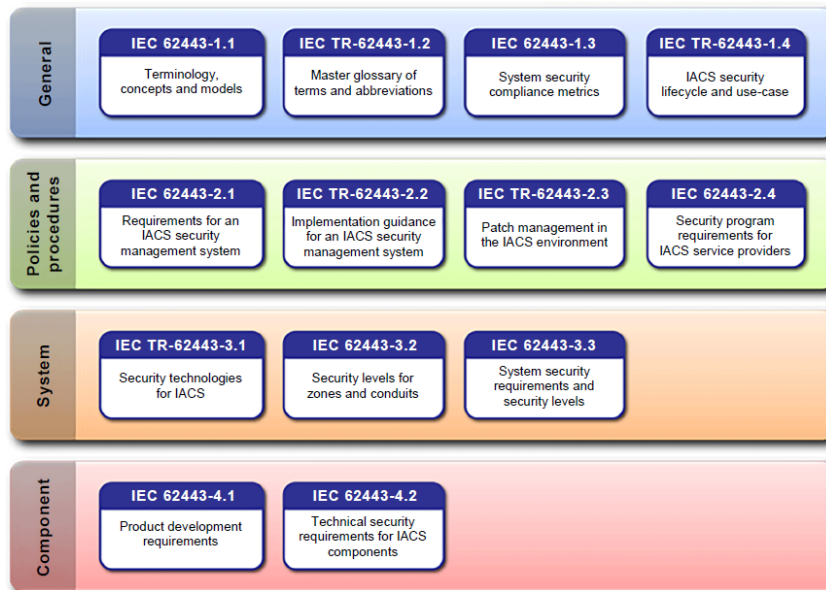 General
IEC 62443-1.1
Terminology,
concepts and models
IEC TR-62443-1.2
Master glossary of
terms and abbreviations
IEC 62443-1.3
System security
compliance metrics
IEC TR-62443-1.4
IACS security
lifecycle and use-case
Policies and
procedures
IEC 62443-2.1
Requirements for an
IACS security
management system
IEC TR-62443-2.2
Implementation guidance
for an IACS security
management system
IEC TR-62443-2.3
Patch management in
the IACS environment
IEC 62443-2.4
Security program
requirements for
IACS service providers
System
IEC TR-62443-3.1
Security technologies
for IACS
IEC 62443-3.2
Security levels for
zones and conduits
IEC 62443-3.3
System security
requirements and
security levels
Component
IEC 62443-4.1
Product development
requirements
IEC 62443-4.2
Technical security
requirements for IACS
components